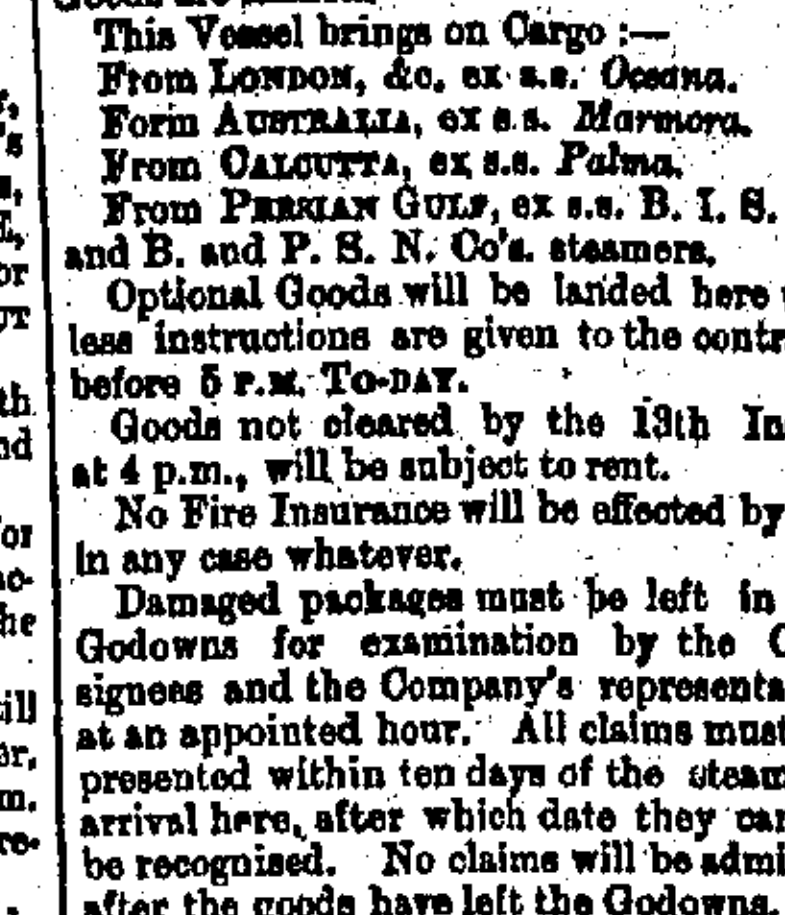 This Vessel brings on Cargo :—
From LONDON, &c. ex s.s. Oceana.
Form AUSTRALIA, ex s.s. Marmora.
From CALCUTTA, ex s.s. Palma.
From PERSIAN GULF, ex s.s. B. I. S.
and B. and P. S. N. Co's. steamers.
Optional Goods will be landed here
less instructions are given to the contr
before 5 P.M. TO-DAY.
Goods not cleared by the 13th In
at 4 p.m., will be subject to rent.
No Fire Insurance will be effected by
in any case whatever.
Damaged packages must be left in
Godowns for examination by the C
signees and the Company's representa
at an appointed hour. All claims must
presented within ten days of the steam
arrival here, after which date they can
be recognised. No claims will be admi
after the goods have left the Godowns.